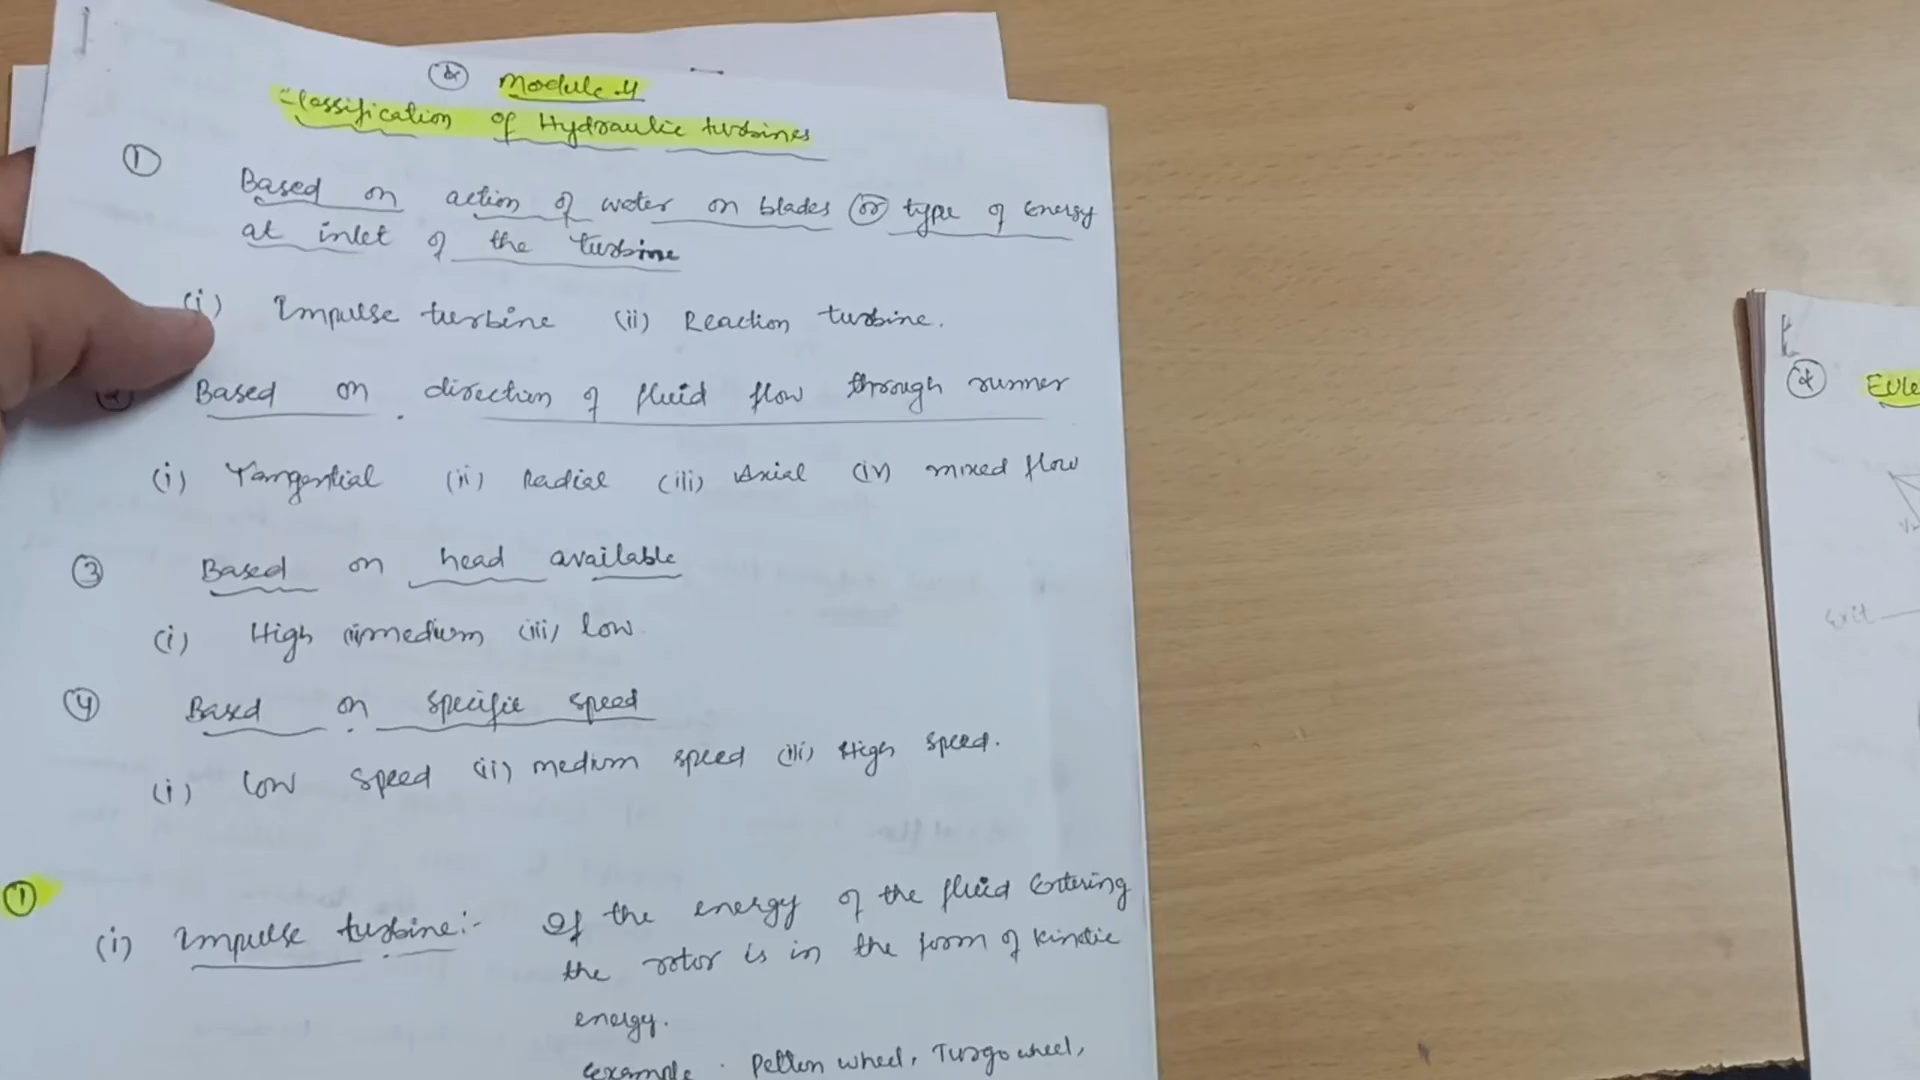 Module 4
Classification of Hydraulic turbines
① Based on action of water on blades or type of energy
at inlet of the turbine
(i) Impulse turbine (ii) Reaction turbine.
Based on direction of fluid flow through runner
(i) Tangential (ii) Radial (iii) Axial (iv) mixed flow
③ Based on head available
(i) High (ii) medium (iii) low
④ Based on specific speed
(i) low speed (ii) medium speed (iii) High speed.
① (i) Impulse turbine:- If the energy of the fluid entering
the rotor is in the form of kinetic
energy.
example. Pelton wheel, Turgo wheel,
Exit